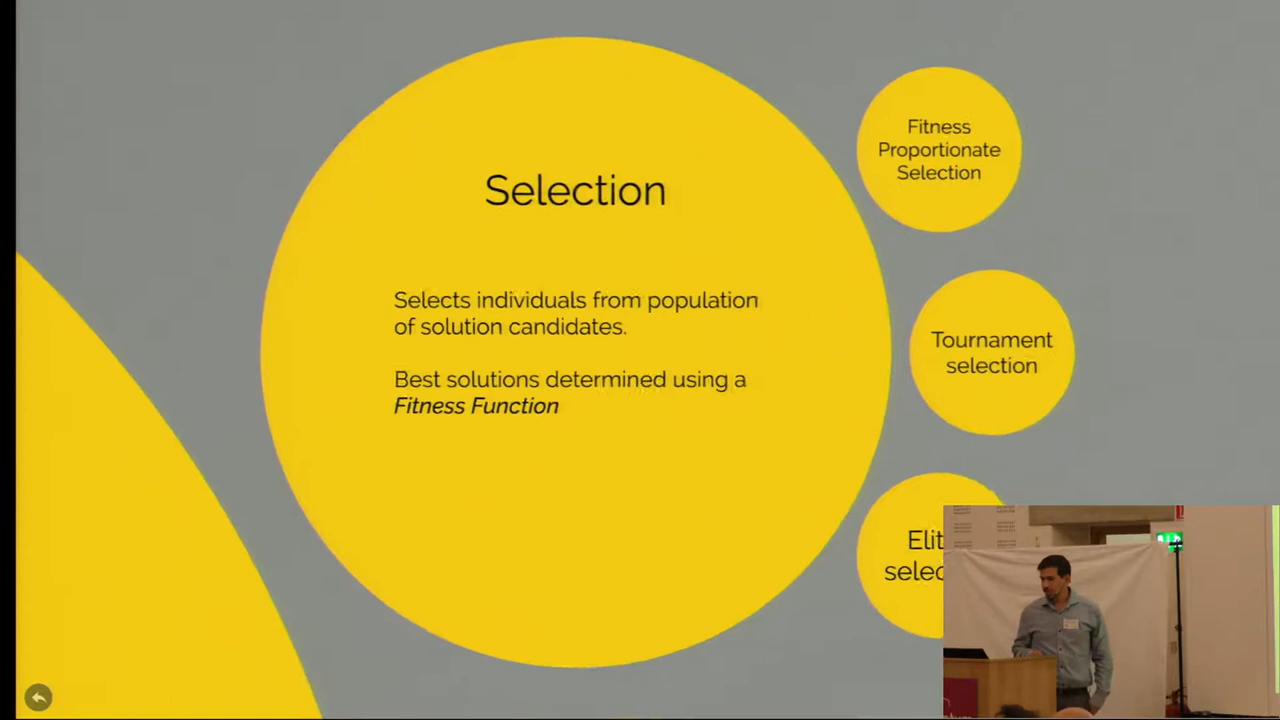 Selection
Selects individuals from population
of solution candidates.
Best solutions determined using a
Fitness Function
Fitness
Proportionate
Selection
Tournament
selection